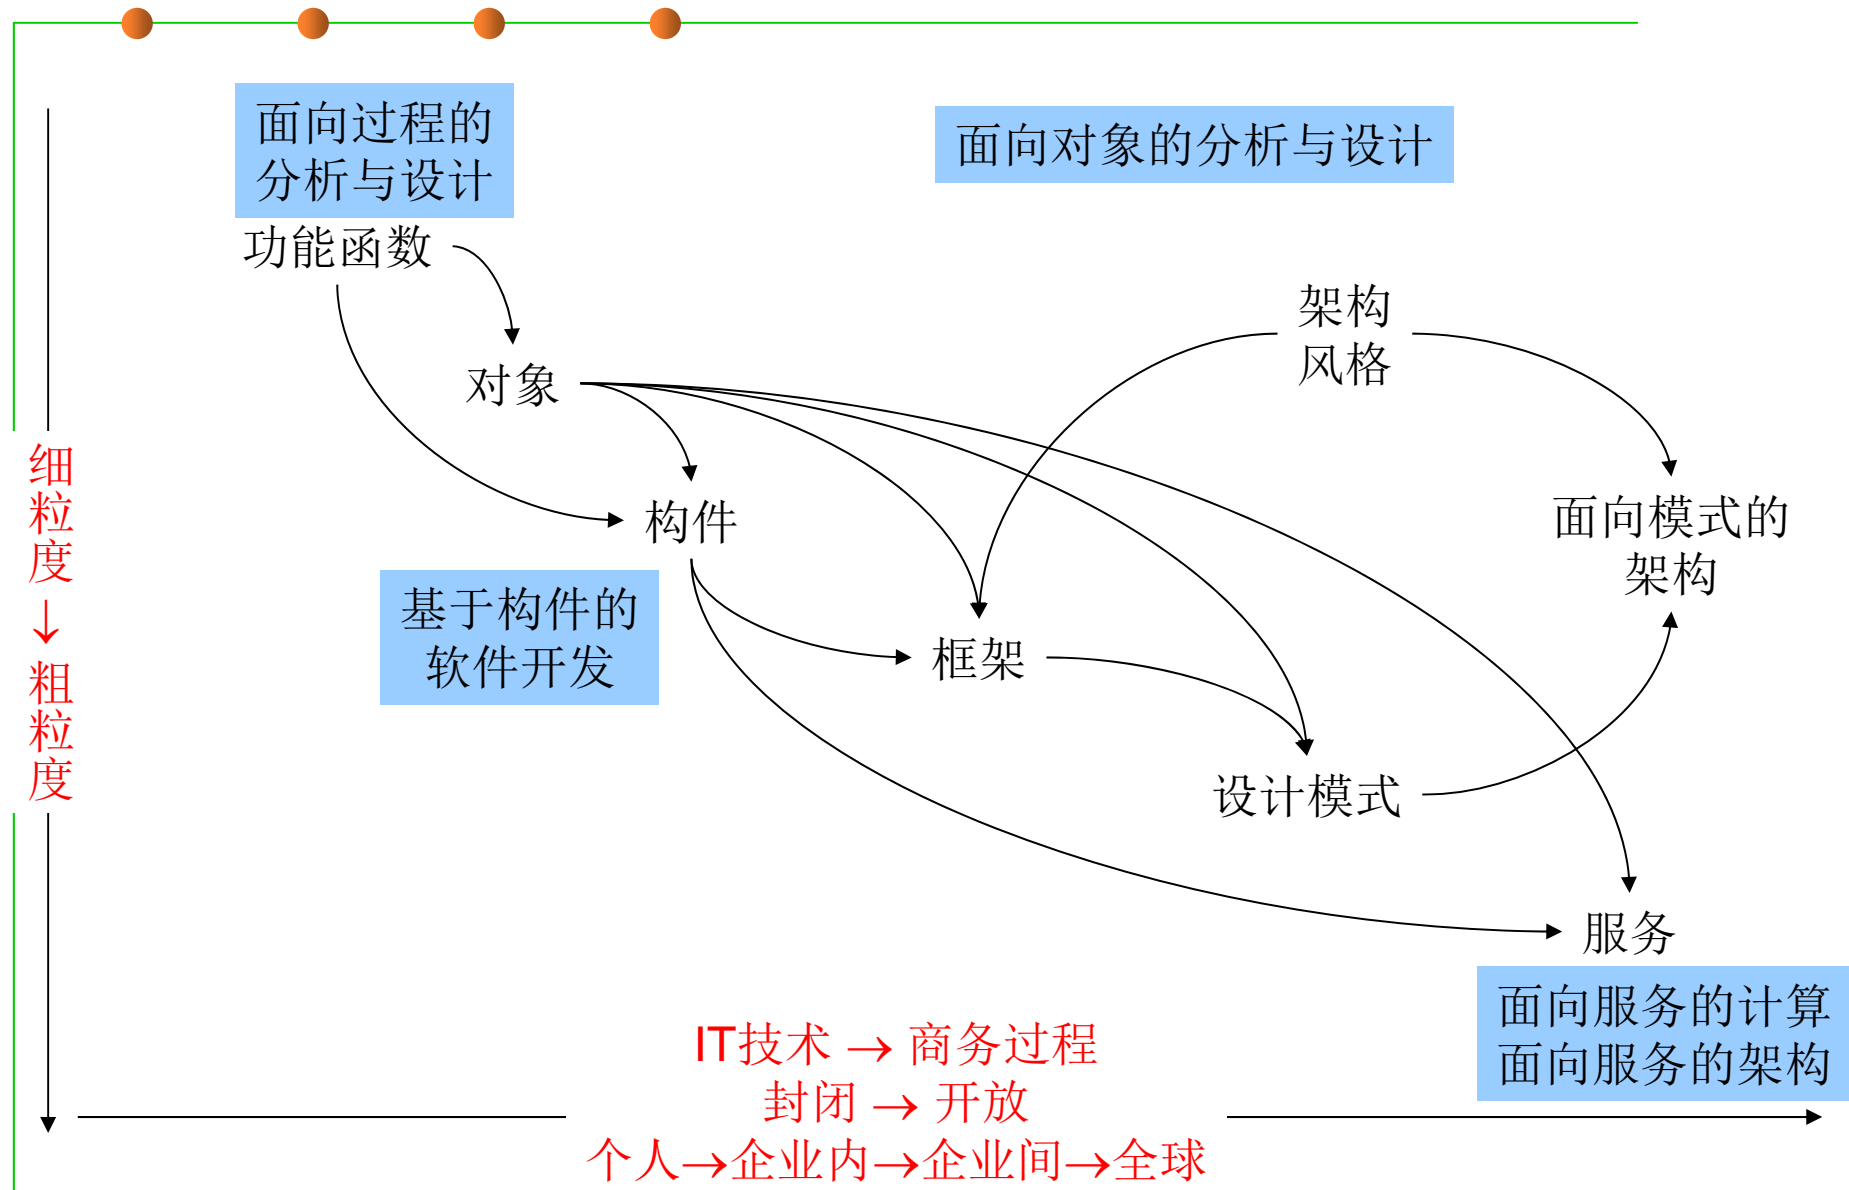 面向过程的
分析与设计
面向对象的分析与设计
功能函数
架构
风格
对象
细粒度
↓
粗粒度
构件
面向模式的
架构
基于构件的
软件开发
框架
设计模式
服务
面向服务的计算
面向服务的架构
IT技术 → 商务过程
封闭 → 开放
个人→企业内→企业间→全球